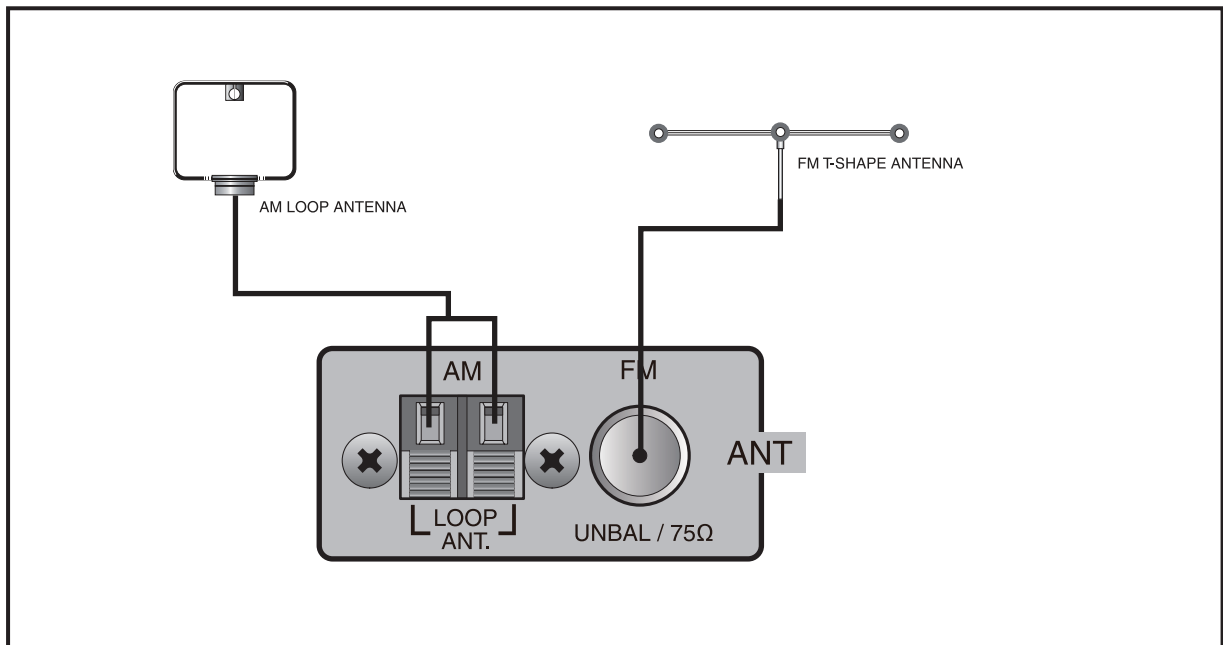 AM LOOP ANTENNA
FM T-SHAPE ANTENNA
AM
FM
ANT
LOOP
ANT.
UNBAL / 75Ω